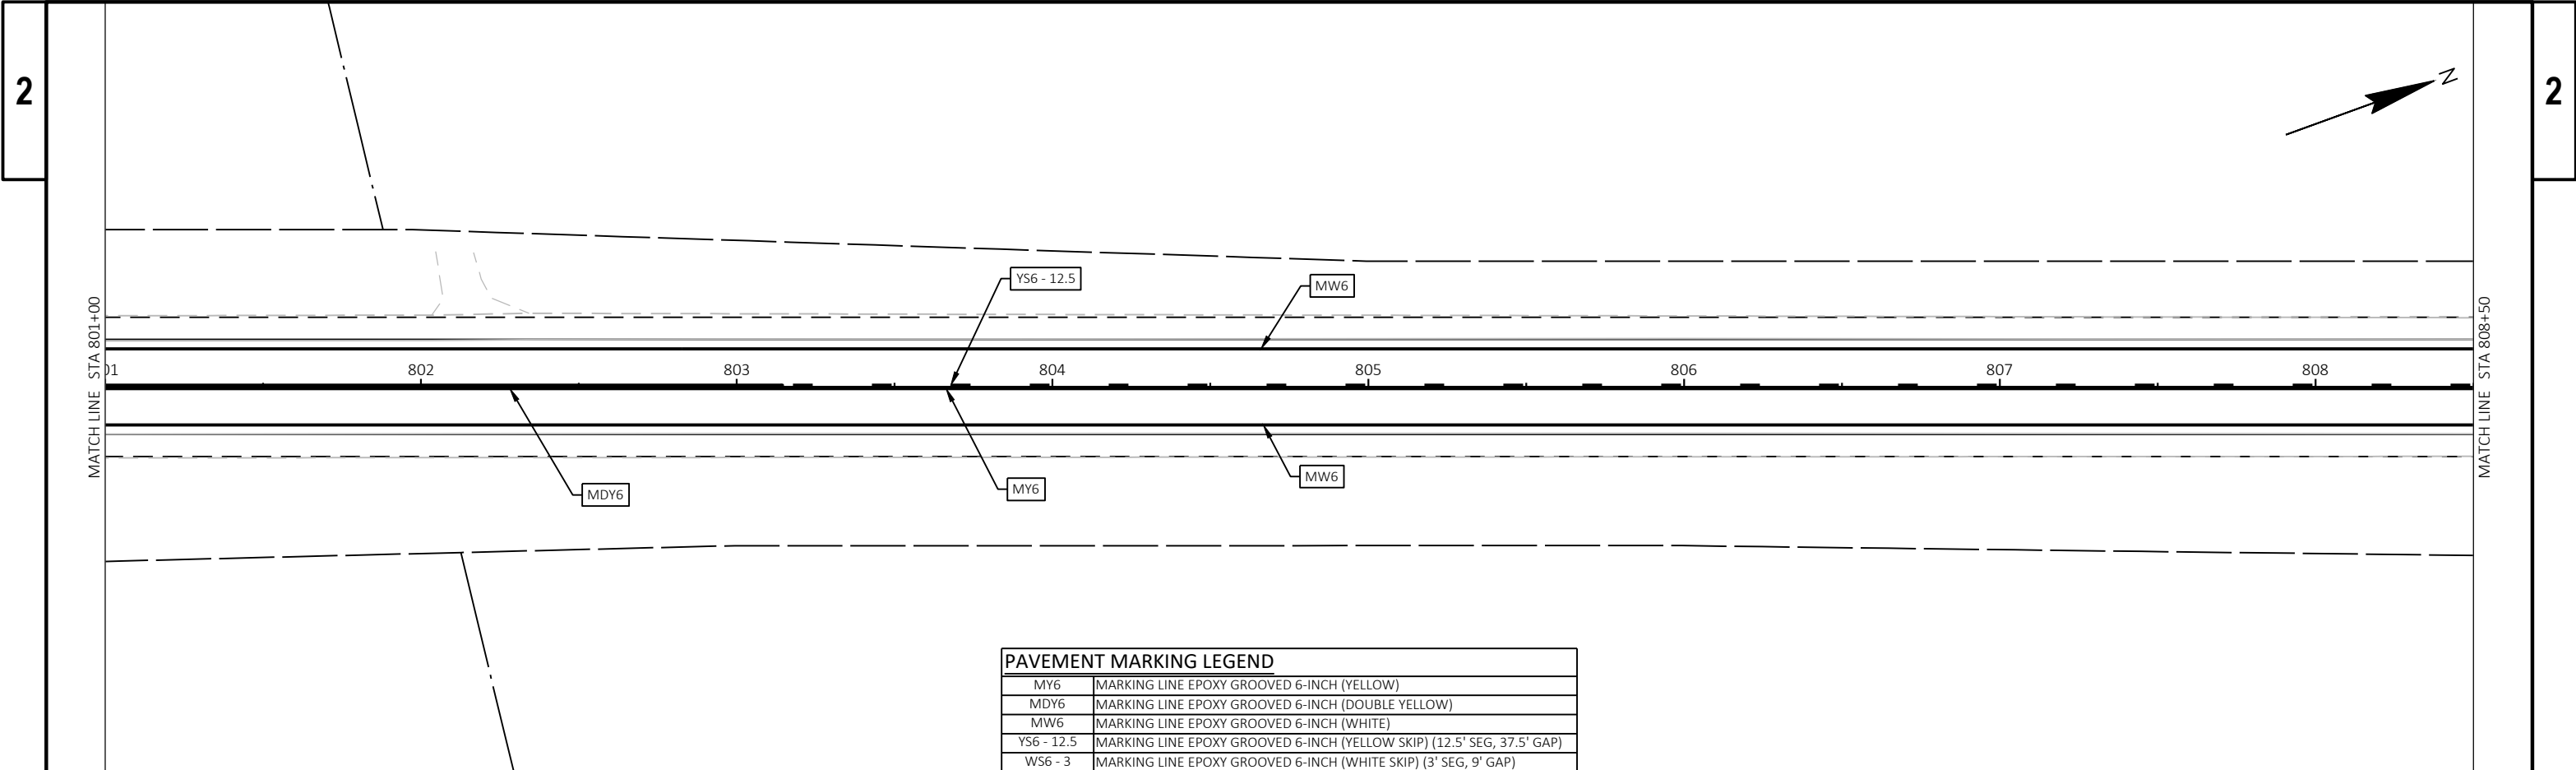 2
2
N
YS6 - 12.5
MW6
MATCH LINE STA 801+00
MATCH LINE STA 808+50
01
802
803
804
805
806
807
808
MDY6
MY6
MW6
PAVEMENT MARKING LEGEND
MY6 MARKING LINE EPOXY GROOVED 6-INCH (YELLOW)
MDY6 MARKING LINE EPOXY GROOVED 6-INCH (DOUBLE YELLOW)
MW6 MARKING LINE EPOXY GROOVED 6-INCH (WHITE)
YS6 - 12.5 MARKING LINE EPOXY GROOVED 6-INCH (YELLOW SKIP) (12.5' SEG, 37.5' GAP)
WS6 - 3 MARKING LINE EPOXY GROOVED 6-INCH (WHITE SKIP) (3' SEG, 9' GAP)